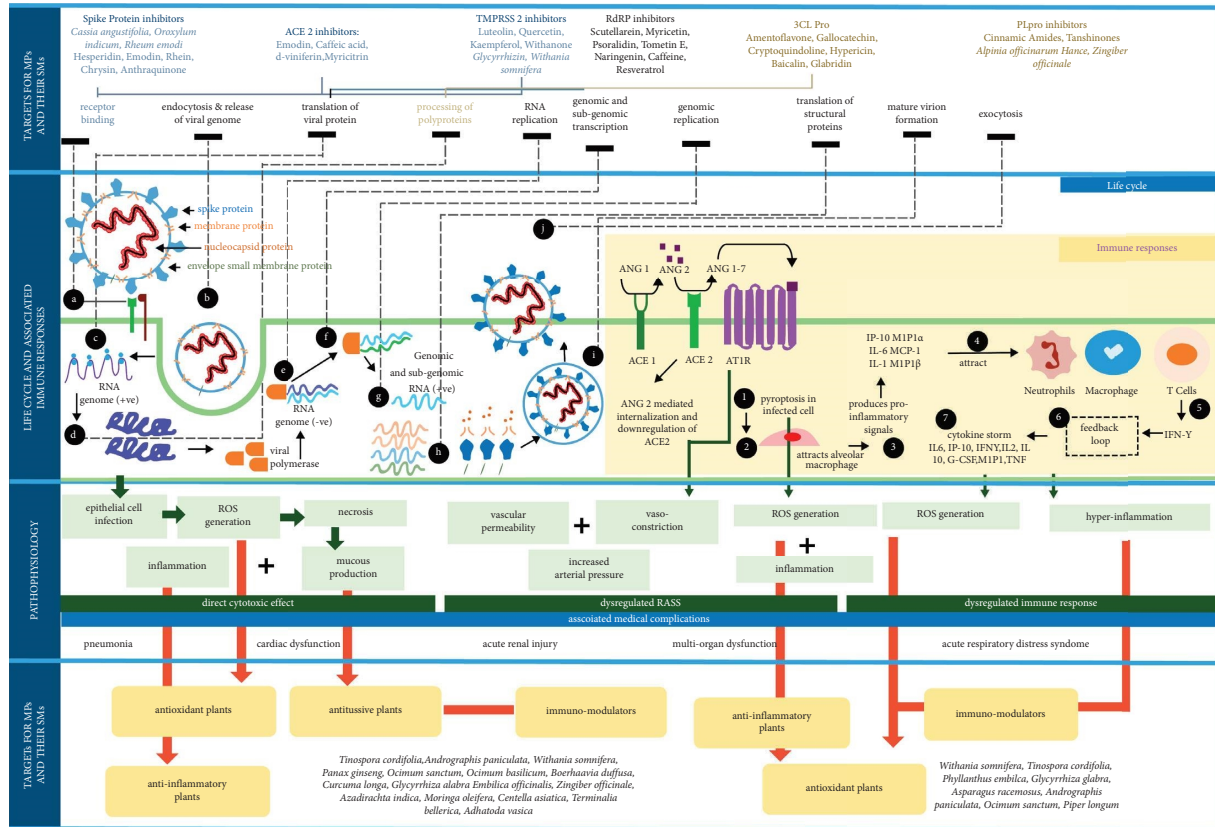 TARGETS FOR MPs
AND THEIR SMs
Spike Protein inhibitors
Cassia angustifolia, Oroxylum
indicum, Rheum emodi
Hesperidin, Emodin, Rhein,
Chrysin, Anthraquinone
ACE 2 inhibitors:
Emodin, Caffeic acid,
d-viniferin,Myricitrin
TMPRSS 2 inhibitors
Luteolin, Quercetin,
Kaempferol, Withanone
Glycyrrhizin, Withania
somnifera
RdRP inhibitors
Scutellarein, Myricetin,
Psoralidin, Tometin E,
Naringenin, Caffeine,
Resveratrol
3CL Pro
Amentoflavone, Gallocatechin,
Cryptoquindoline, Hypericin,
Baicalin, Glabridin
PLpro inhibitors
Cinnamic Amides, Tanshinones
Alpinia officinarum Hance, Zingiber
officinale
receptor
binding
endocytosis & release
of viral genome
translation of
viral protein
processing of
polyproteins
RNA
replication
genomic and
sub-genomic
transcription
genomic
replication
translation of
structural
proteins
mature virion
formation
exocytosis
LIFE CYCLE AND ASSOCIATED
IMMUNE RESPONSES
Life cycle
Immune responses
spike protein
membrane protein
nucleocapsid protein
envelope small membrane protein
a
b
c
d
e
f
g
h
i
j
RNA
genome (+ve)
viral
polymerase
RNA
genome (-ve)
Genomic
and sub-genomic
RNA (+ve)
ANG 1
ANG 2
ANG 1-7
ACE 1
ACE 2
AT1R
ANG 2 mediated
internalization and
downregulation of
ACE2
1
pyroptosis in
infected cell
2
attracts alveolar
macrophage
3
produces pro-
inflammatory
signals
IP-10 M1P1α
IL-6 MCP-1
IL-1 M1P1β
4
attract
Neutrophils
Macrophage
T Cells
5
IFN-Y
6
feedback
loop
7
cytokine storm
IL6, IP-10, IFNY,IL2, IL
10, G-CSF,M1P1,TNF
PATHOPHYSIOLOGY
epithelial cell
infection
ROS
generation
necrosis
inflammation
+
mucous
production
vascular
permeability
+
vaso-
constriction
increased
arterial pressure
ROS generation
+
inflammation
ROS generation
hyper-inflammation
direct cytotoxic effect
dysregulated RASS
dysregulated immune response
asscoiated medical complications
pneumonia
cardiac dysfunction
acute renal injury
multi-organ dysfunction
acute respiratory distress syndome
TARGETS FOR MPs
AND THEIR SMs
antioxidant plants
antitussive plants
immuno-modulators
anti-inflammatory
plants
immuno-modulators
anti-inflammatory
plants
antioxidant plants
Tinospora cordifolia,Andrographis paniculata, Withania somnifera,
Panax ginseng, Ocimum sanctum, Ocimum basilicum, Boerhaavia duffusa,
Curcuma longa, Glycyrrhiza alabra Embilica officinalis, Zingiber officinale,
Azadirachta indica, Moringa oleifera, Centella asiatica, Terminalia
bellerica, Adhatoda vasica
Withania somnifera, Tinospora cordifolia,
Phyllanthus embilca, Glycyrrhiza glabra,
Asparagus racemosus, Andrographis
paniculata, Ocimum sanctum, Piper longum